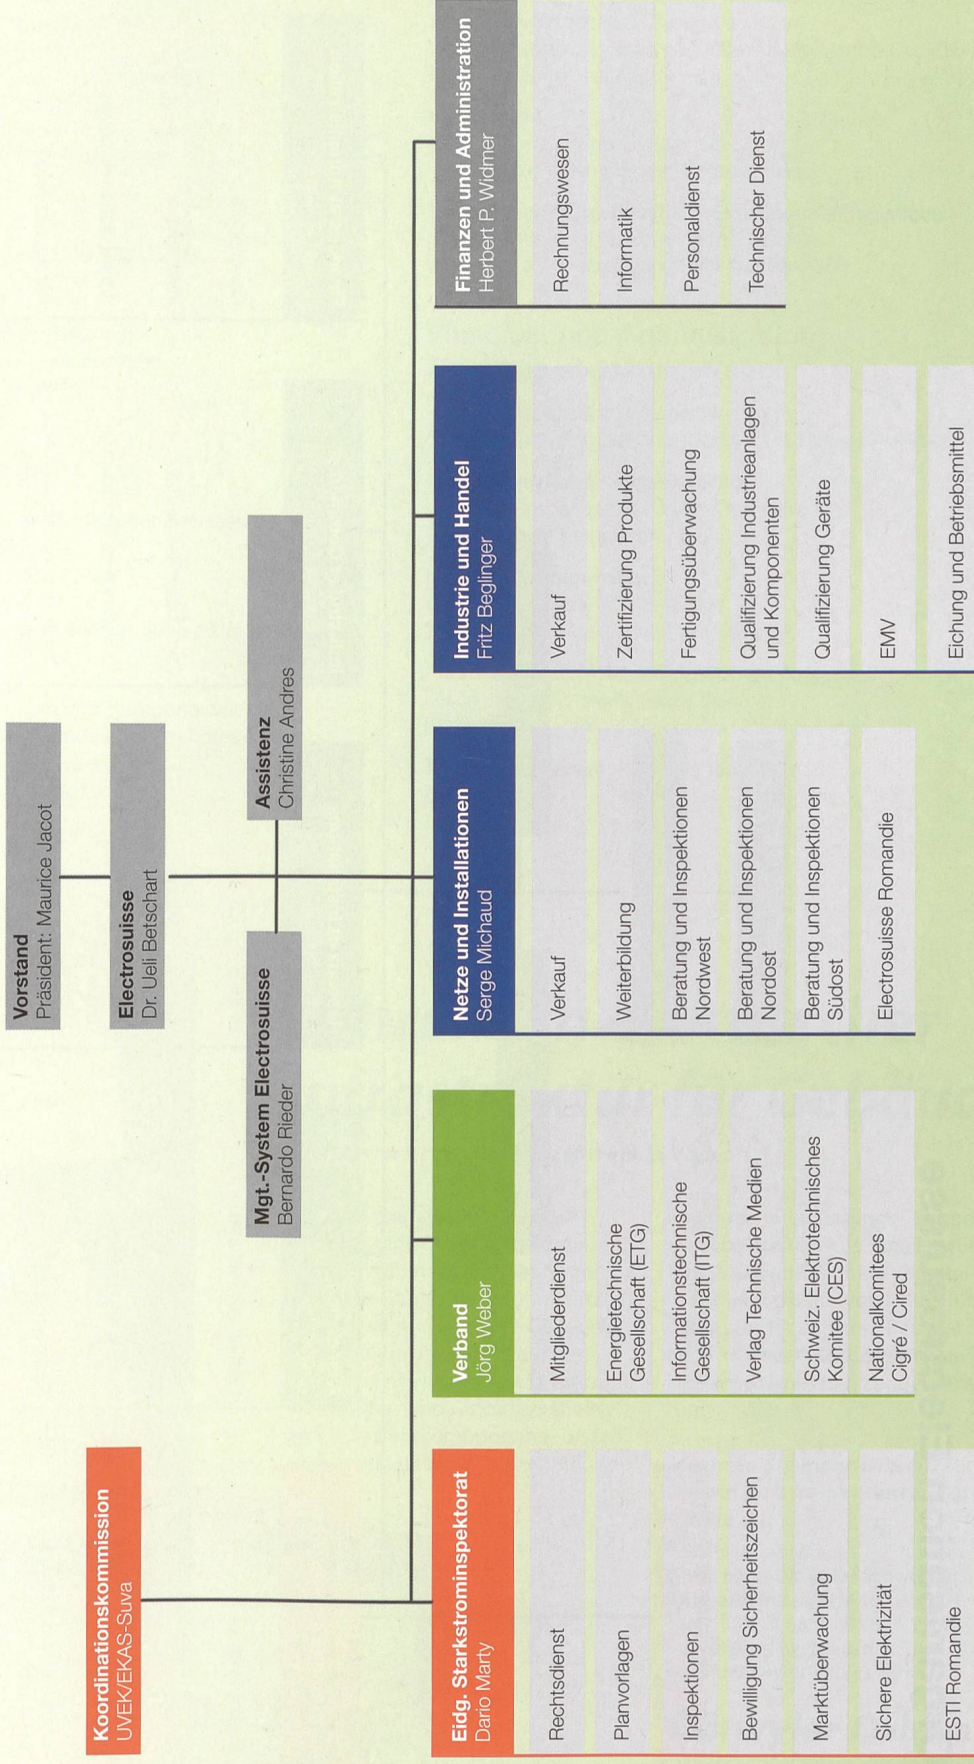 Vorstand
Präsident: Maurice Jacot
Koordinationskommission
UVEK/EKAS-Suva
Electrosuisse
Dr. Ueli Betschart
Mgt.-System Electrosuisse
Bernardo Rieder
Assistenz
Christine Andres
Eidg. Starkstrominspektorat
Dario Marty
Rechtsdienst
Planvorlagen
Inspektionen
Bewilligung Sicherheitszeichen
Marktüberwachung
Sichere Elektrizität
ESTI Romandie
Verband
Jörg Weber
Mitgliederdienst
Energietechnische
Gesellschaft (ETG)
Informationstechnische
Gesellschaft (ITG)
Verlag Technische Medien
Schweiz. Elektrotechnisches
Komitee (CES)
Nationalkomitees
Cigré / Cired
Netze und Installationen
Serge Michaud
Verkauf
Weiterbildung
Beratung und Inspektionen
Nordwest
Beratung und Inspektionen
Nordost
Beratung und Inspektionen
Südost
Electrosuisse Romandie
Industrie und Handel
Fritz Beglinger
Verkauf
Zertifizierung Produkte
Fertigungsüberwachung
Qualifizierung Industrieanlagen
und Komponenten
Qualifizierung Geräte
EMV
Eichung und Betriebsmittel
Finanzen und Administration
Herbert P. Widmer
Rechnungswesen
Informatik
Personaldienst
Technischer Dienst